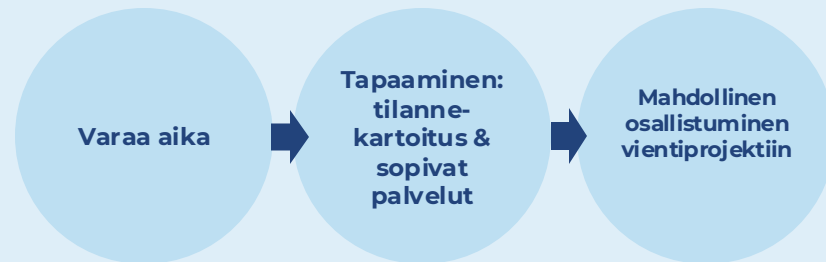 Varaa aika
Tapaaminen:
tilanne-
kartoitus &
sopivat
palvelut
Mahdollinen
osallistuminen
vientiprojektiin